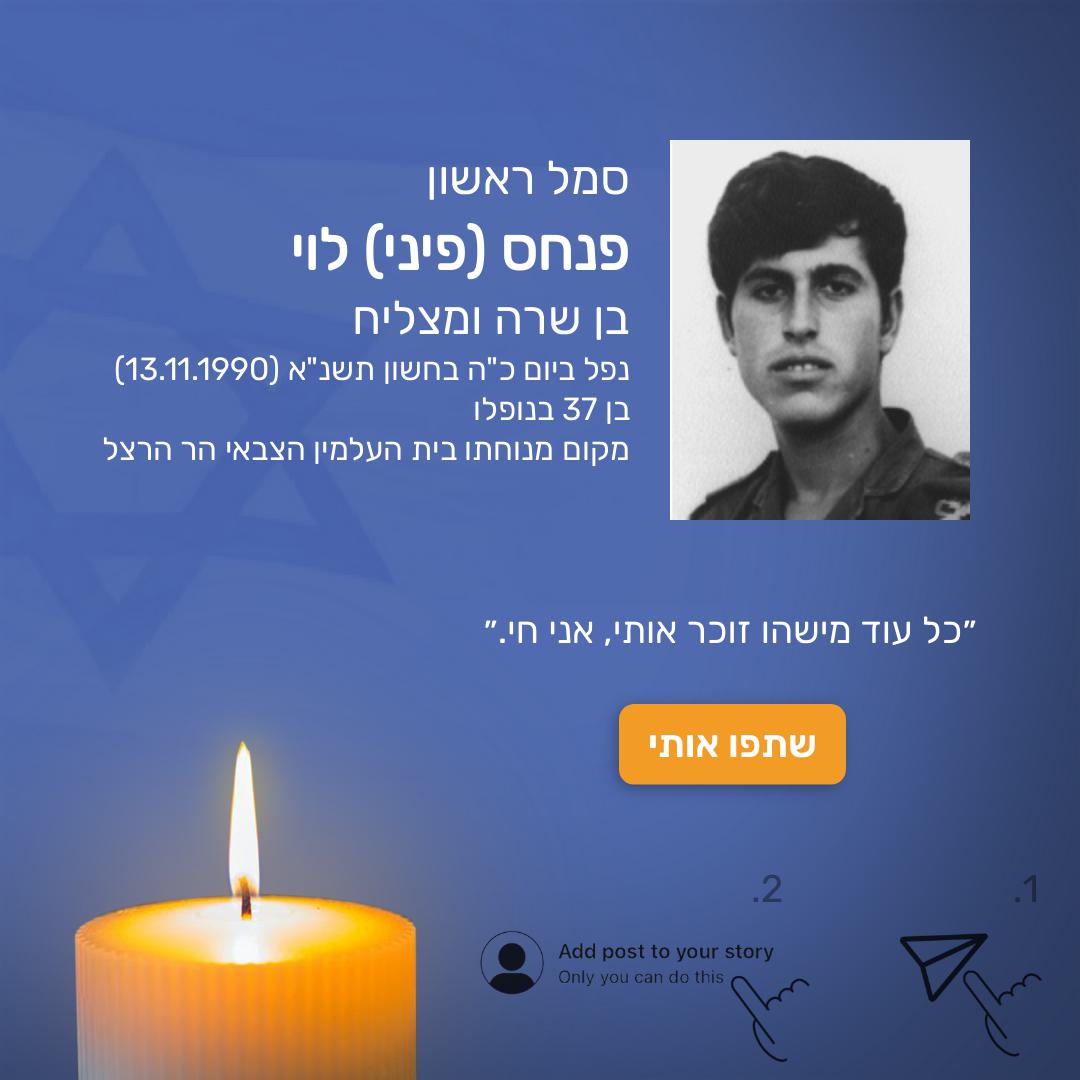 סמל ראשון
פנחס (פיני) לוי
בן שרה ומצליח
נפל ביום כ"ה בחשון תשנ"א (13.11.1990)
בן 37 בנופלו
מקום מנוחתו בית העלמין הצבאי הר הרצל
״כל עוד מישהו זוכר אותי, אני חי.״
שתפו אותי
1.
2.
Add post to your story
Only you can do this